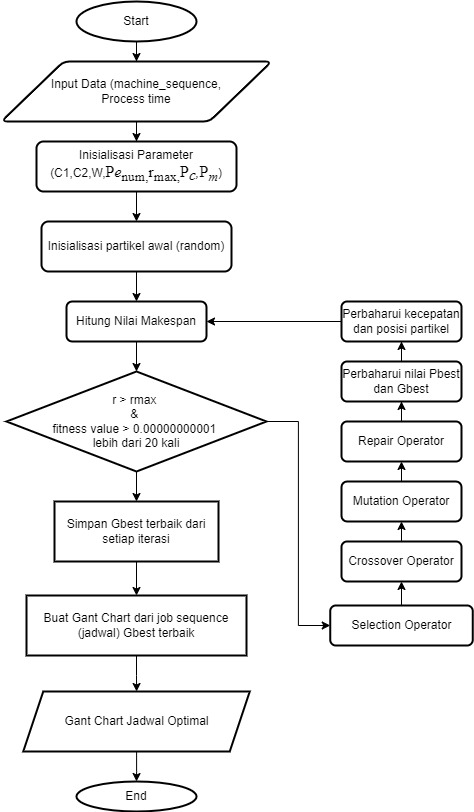 Start
Input Data (machine_sequence,
Process time
Inisialisasi Parameter
(C1,C2,W,Pe_num,r_max,P_c,P_m)
Inisialisasi partikel awal (random)
Hitung Nilai Makespan
r > rmax
&
fitness value > 0.00000000001
lebih dari 20 kali
Simpan Gbest terbaik dari
setiap iterasi
Buat Gant Chart dari job sequence
(jadwal) Gbest terbaik
Gant Chart Jadwal Optimal
End
Perbaharui kecepatan
dan posisi partikel
Perbaharui nilai Pbest
dan Gbest
Repair Operator
Mutation Operator
Crossover Operator
Selection Operator